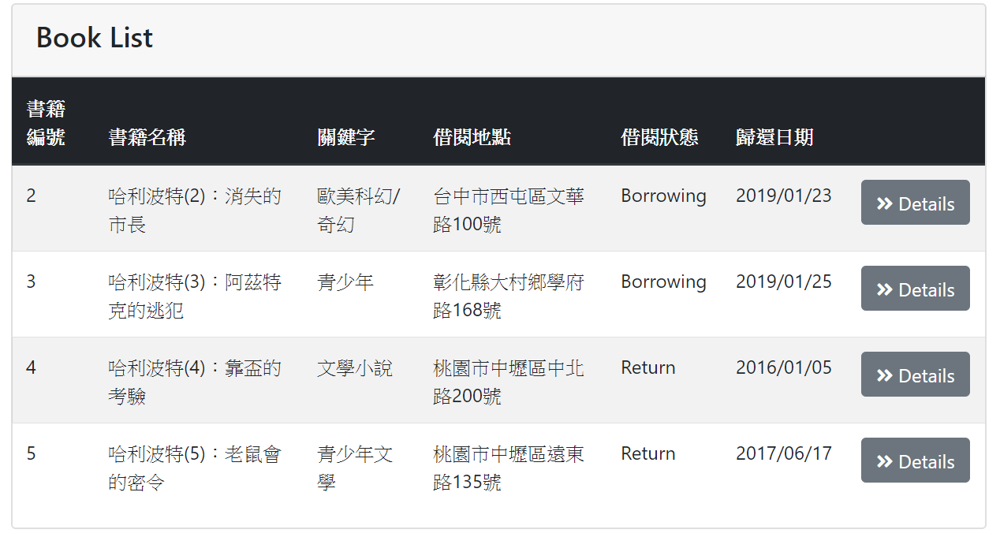 Book List
書籍
編號 書籍名稱 關鍵字 借閱地點 借閱狀態 歸還日期
2 哈利波特(2)：消失的 歐美科幻/ 台中市西屯區文華 Borrowing 2019/01/23 Details
市長 奇幻 路100號
3 哈利波特(3)：阿茲特 青少年 彰化縣大村鄉學府 Borrowing 2019/01/25 Details
克的逃犯 路168號
4 哈利波特(4)：靠盃的 文學小說 桃園市中壢區中北 Return 2016/01/05 Details
考驗 路200號
5 哈利波特(5)：老鼠會 青少年文 桃園市中壢區遠東 Return 2017/06/17 Details
的密令 學 路135號